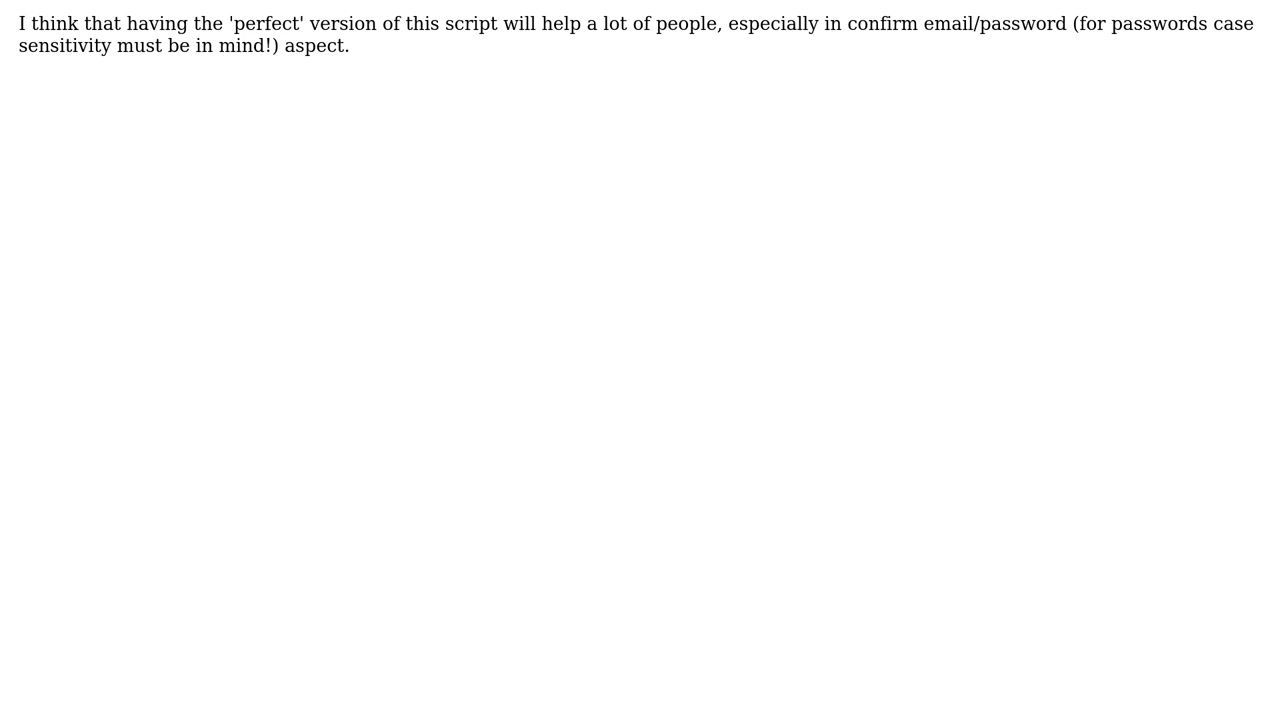 I think that having the 'perfect' version of this script will help a lot of people, especially in confirm email/password (for passwords case
sensitivity must be in mind!) aspect.